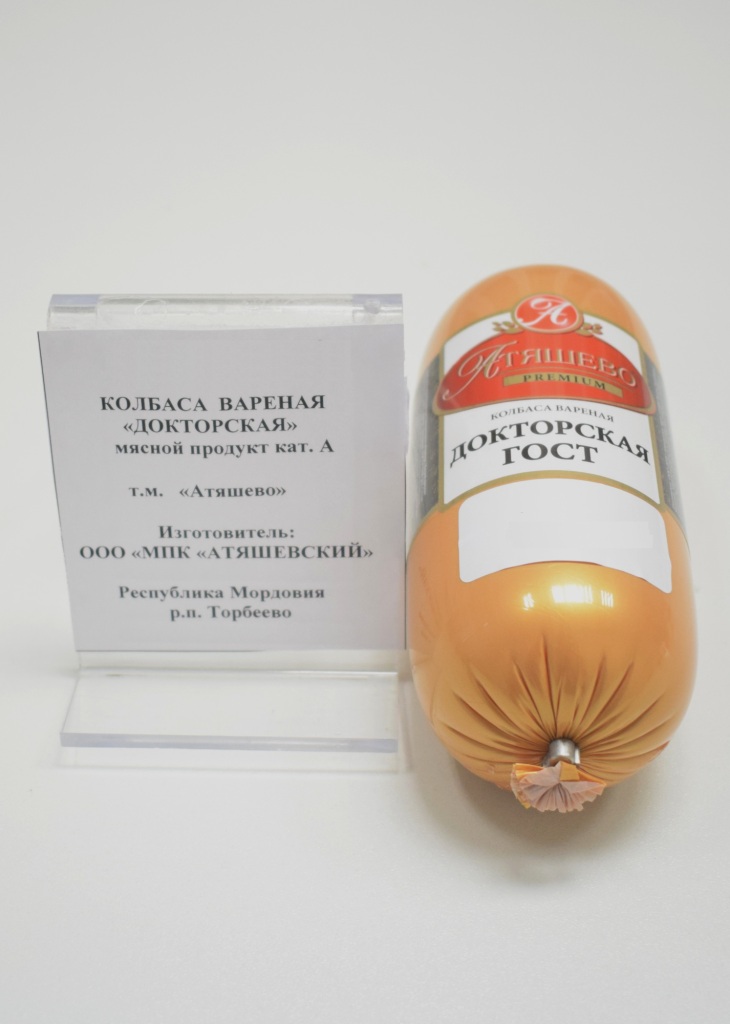 КОЛБАСА ВАРЕНАЯ
«ДОКТОРСКАЯ»
мясной продукт кат. А
т.м. «Атяшево»
Изготовитель:
ООО «МПК «АТЯШЕВСКИЙ»
Республика Мордовия
р.п. Торбеево
А
АТЯШЕВО
PREMIUM
КОЛБАСА ВАРЕНАЯ
ДОКТОРСКАЯ
ГОСТ